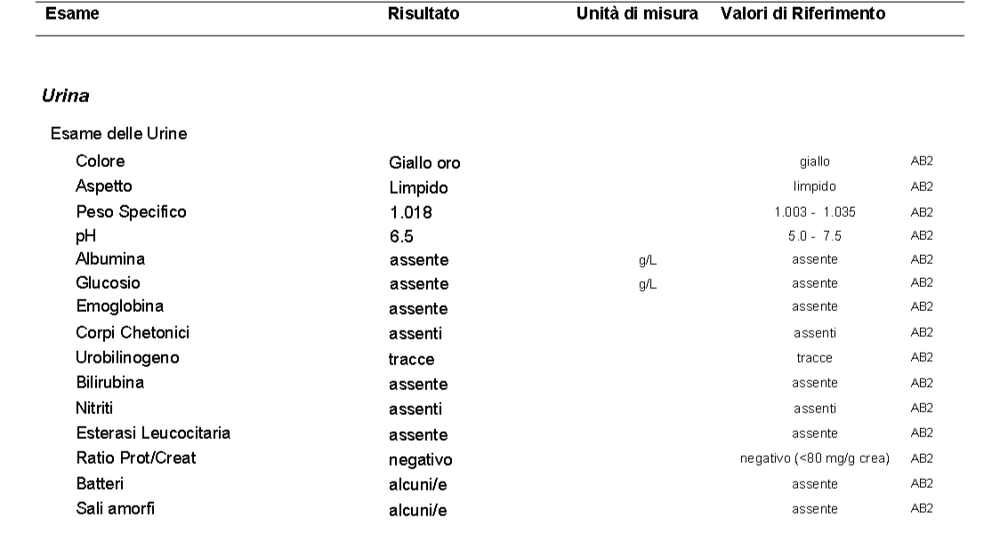 Esame Risultato Unità di misura Valori di Riferimento
Urina
Esame delle Urine
Colore Giallo oro giallo AB2
Aspetto Limpido limpido AB2
Peso Specifico 1.018 1.003 - 1.035 AB2
pH 6.5 5.0 - 7.5 AB2
Albumina assente g/L assente AB2
Glucosio assente g/L assente AB2
Emoglobina assente assente AB2
Corpi Chetonici assenti assenti AB2
Urobilinogeno tracce tracce AB2
Bilirubina assente assente AB2
Nitriti assenti assenti AB2
Esterasi Leucocitaria assente assente AB2
Ratio Prot/Creat negativo negativo (<80 mg/g crea) AB2
Batteri alcuni/e assente AB2
Sali amorfi alcuni/e assente AB2